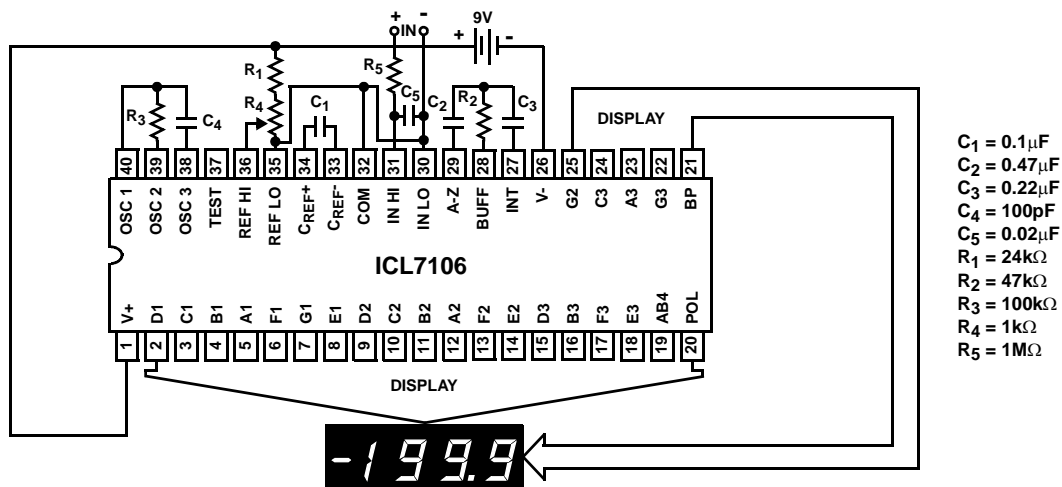 + -
IN
9V
+ -
R1
R5
C5
C2
R2
C3
R4
C1
R3
C4
DISPLAY
40 39 38 37 36 35 34 33 32 31 30 29 28 27 26 25 24 23 22 21
OSC 1
OSC 2
OSC 3
TEST
REF HI
REF LO
CREF+
CREF-
COM
IN HI
IN LO
A-Z
BUFF
INT
V-
G2
C3
A3
G3
BP
ICL7106
V+
D1
C1
B1
A1
F1
G1
E1
D2
C2
B2
A2
F2
E2
D3
B3
F3
E3
AB4
POL
1 2 3 4 5 6 7 8 9 10 11 12 13 14 15 16 17 18 19 20
DISPLAY
-199.9
C1 = 0.1μF
C2 = 0.47μF
C3 = 0.22μF
C4 = 100pF
C5 = 0.02μF
R1 = 24kΩ
R2 = 47kΩ
R3 = 100kΩ
R4 = 1kΩ
R5 = 1MΩ